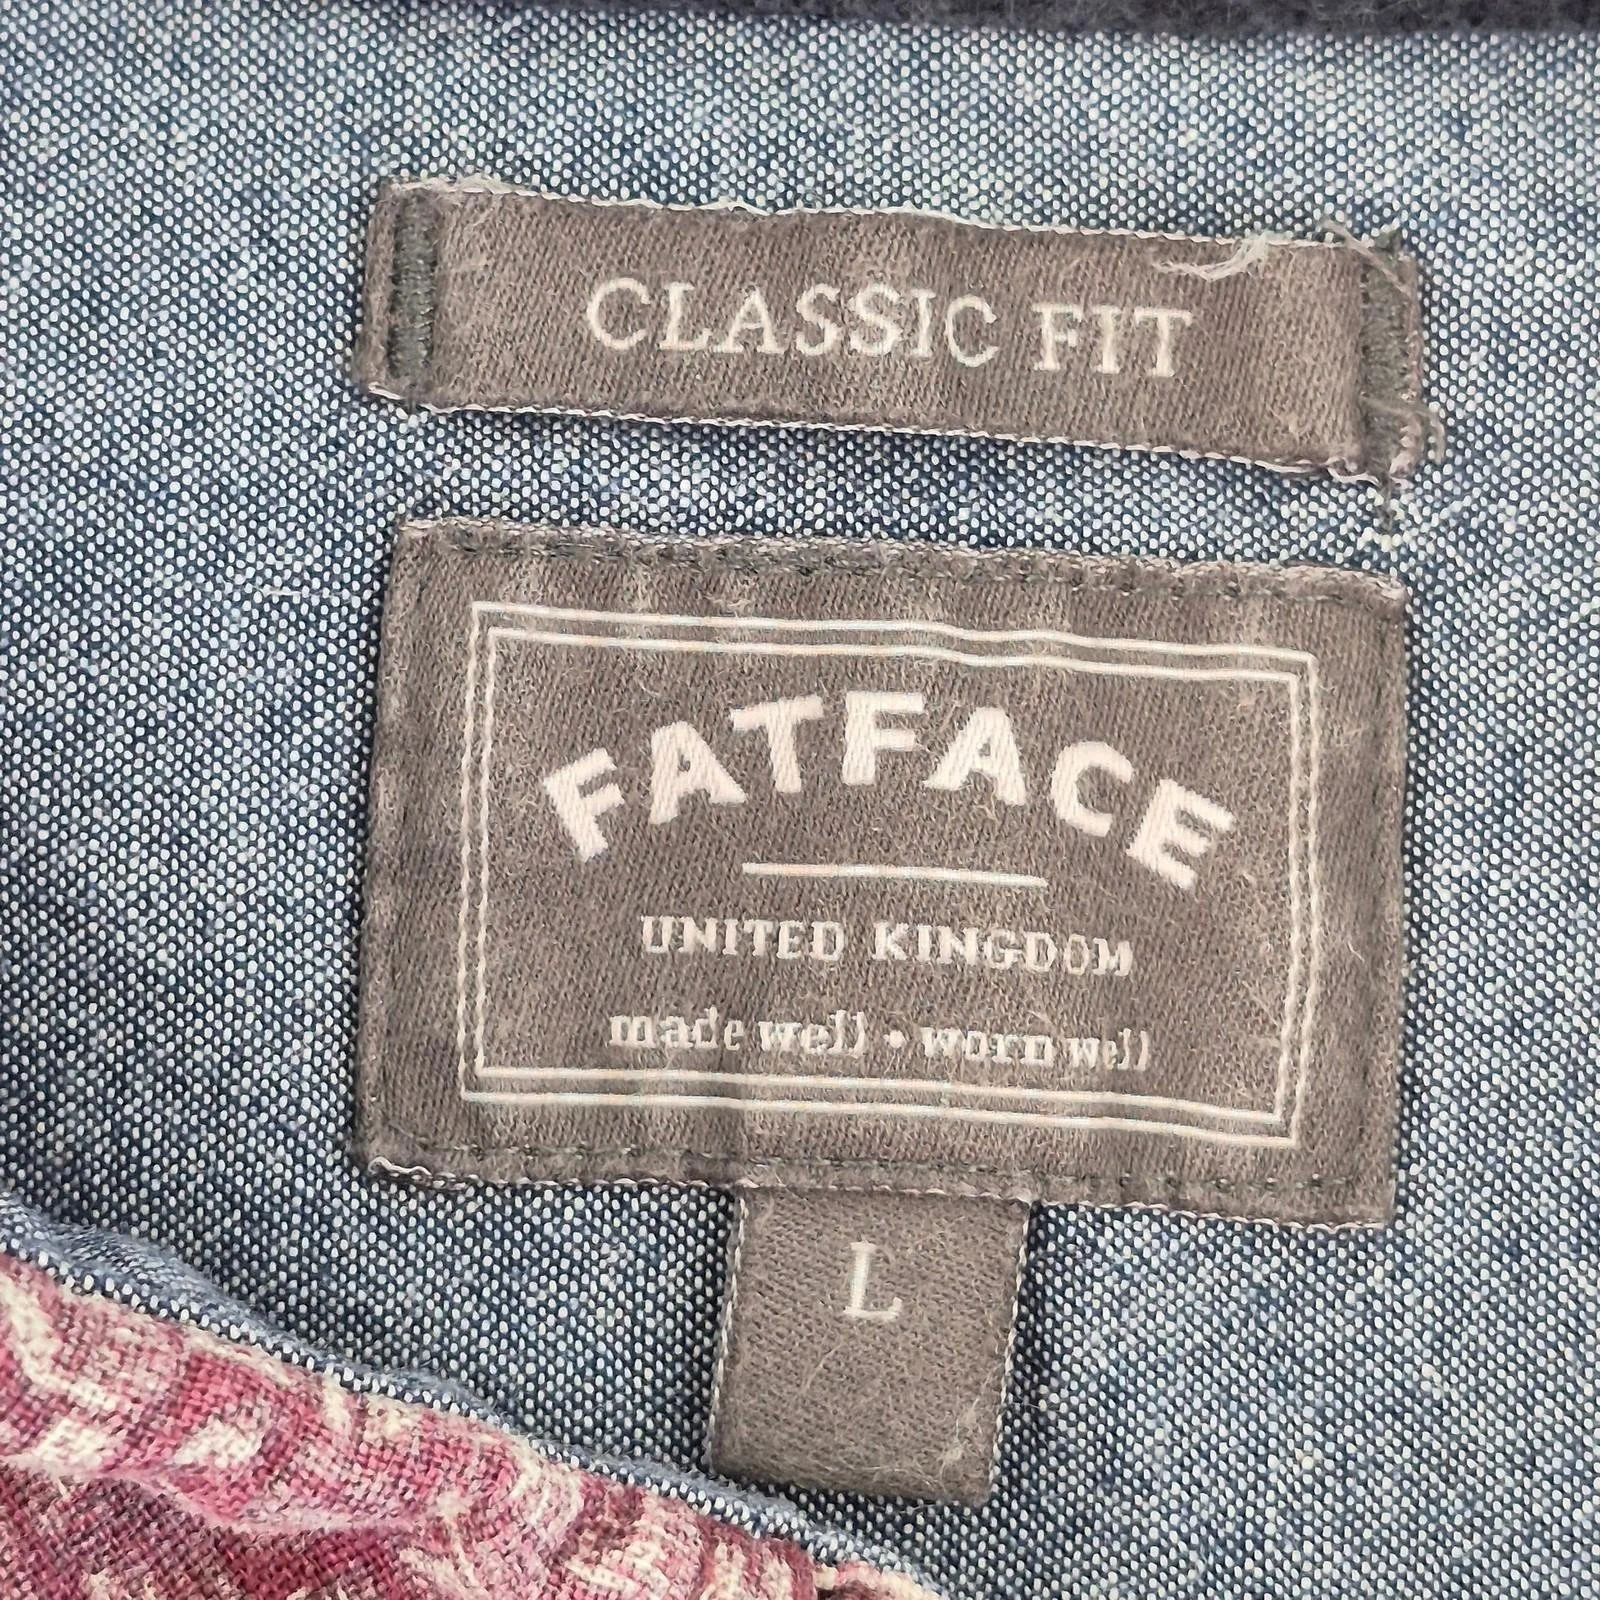 CLASSIC FIT
FATFACE
UNITED KINGDOM
made well • worn well
L